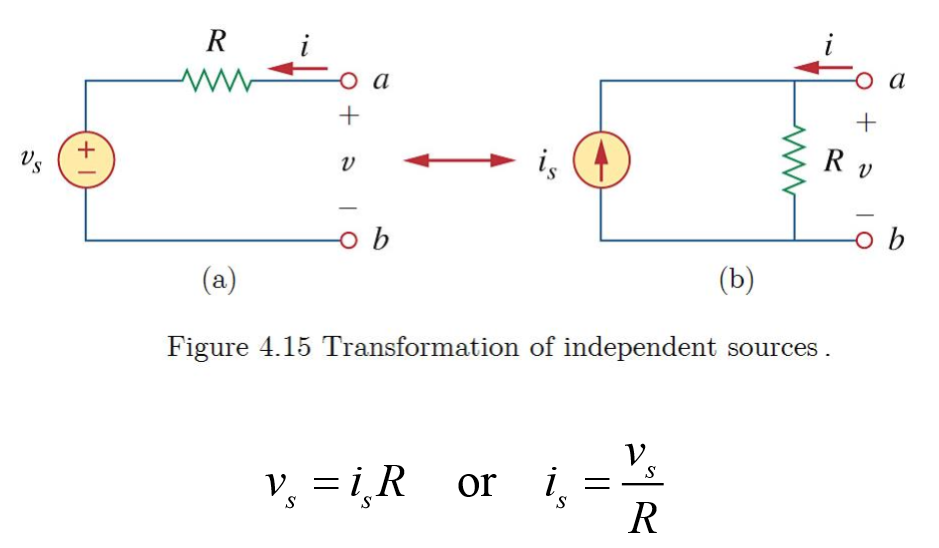 R i a
+
v_s + − v
−
b
(a)
i a
+
i_s R v
−
b
(b)
Figure 4.15 Transformation of independent sources .
v_s = i_s R or i_s = v_s / R